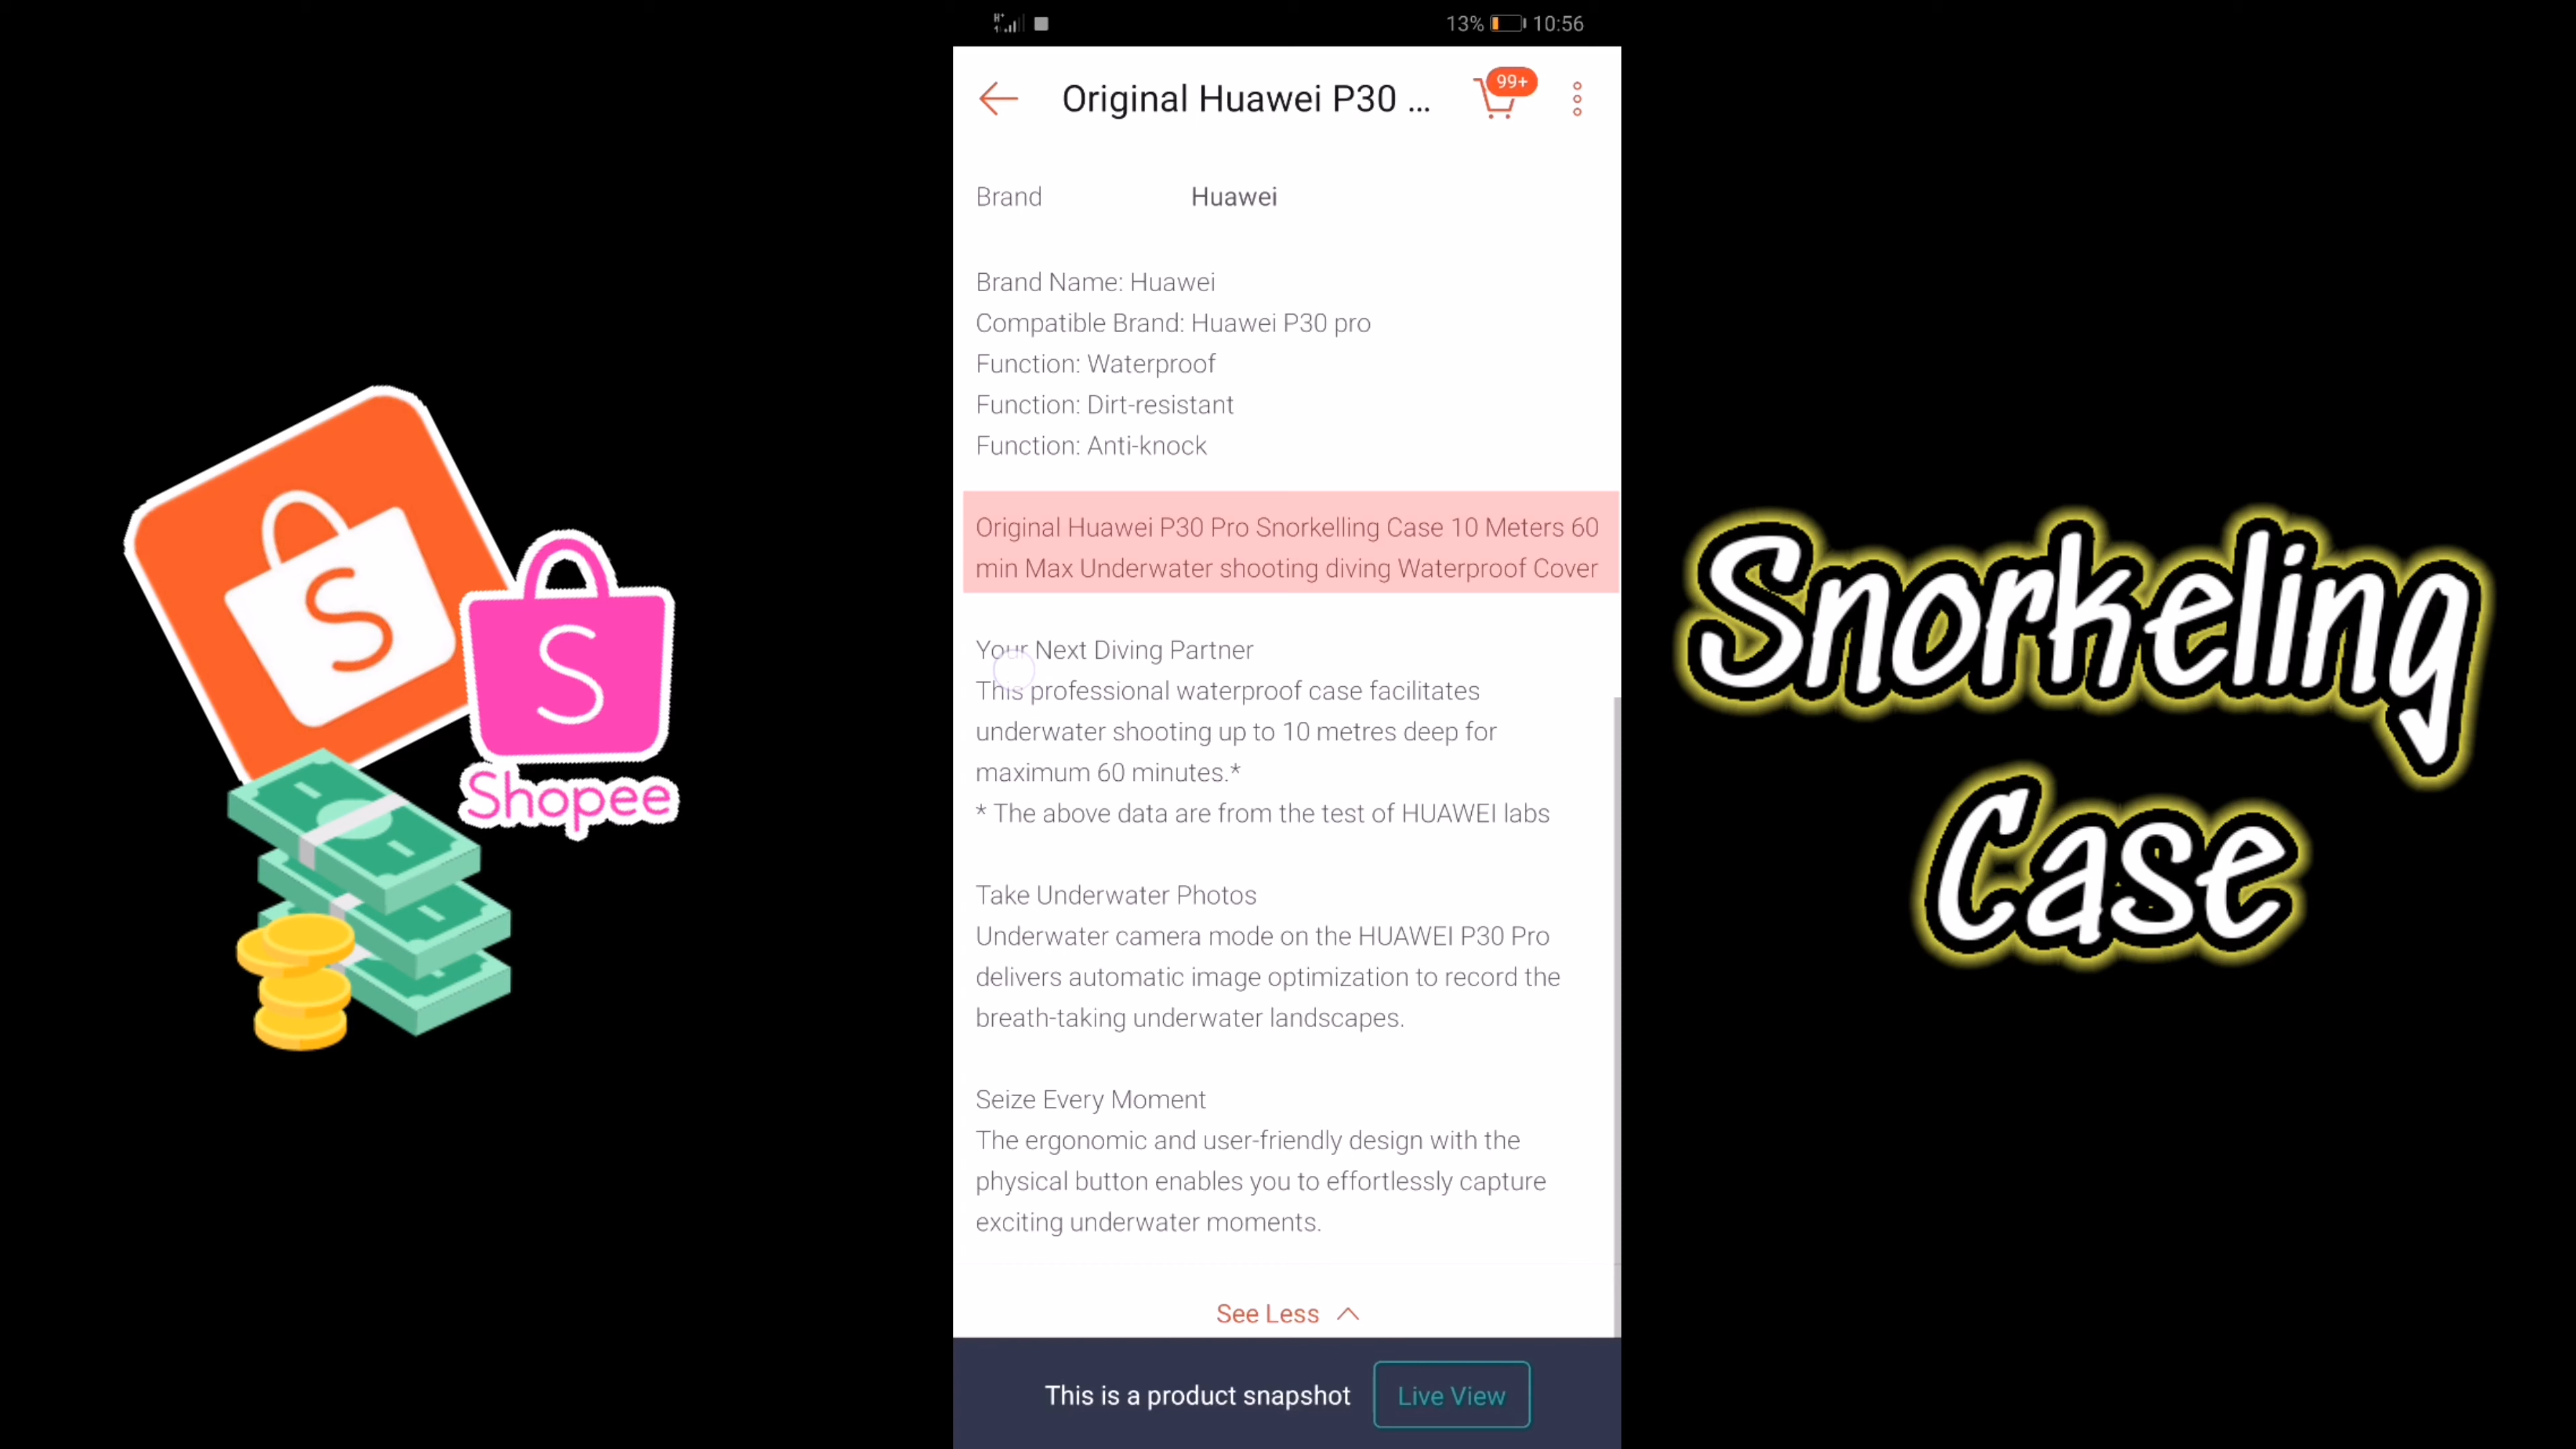 13% 10:56
Original Huawei P30 ...
99+
Brand Huawei
Brand Name: Huawei
Compatible Brand: Huawei P30 pro
Function: Waterproof
Function: Dirt-resistant
Function: Anti-knock
Original Huawei P30 Pro Snorkelling Case 10 Meters 60
min Max Underwater shooting diving Waterproof Cover
Your Next Diving Partner
This professional waterproof case facilitates
underwater shooting up to 10 metres deep for
maximum 60 minutes.*
* The above data are from the test of HUAWEI labs
Take Underwater Photos
Underwater camera mode on the HUAWEI P30 Pro
delivers automatic image optimization to record the
breath-taking underwater landscapes.
Seize Every Moment
The ergonomic and user-friendly design with the
physical button enables you to effortlessly capture
exciting underwater moments.
See Less
This is a product snapshot Live View
S
S
Shopee
Snorkeling
Case